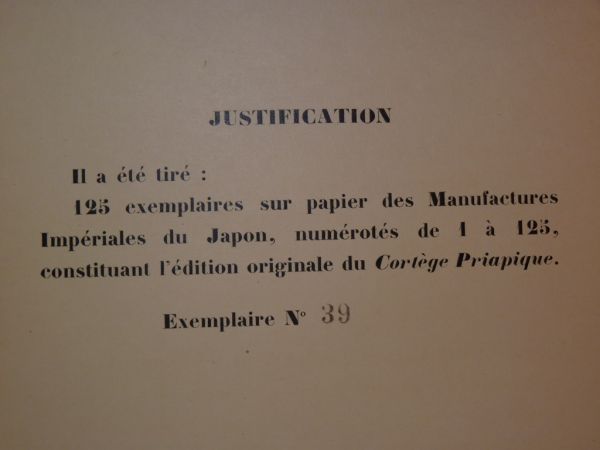 JUSTIFICATION
Il a été tiré :
125 exemplaires sur papier des Manufactures
Impériales du Japon, numérotés de 1 à 125,
constituant l'édition originale du Cortège Priapique.
Exemplaire N° 39